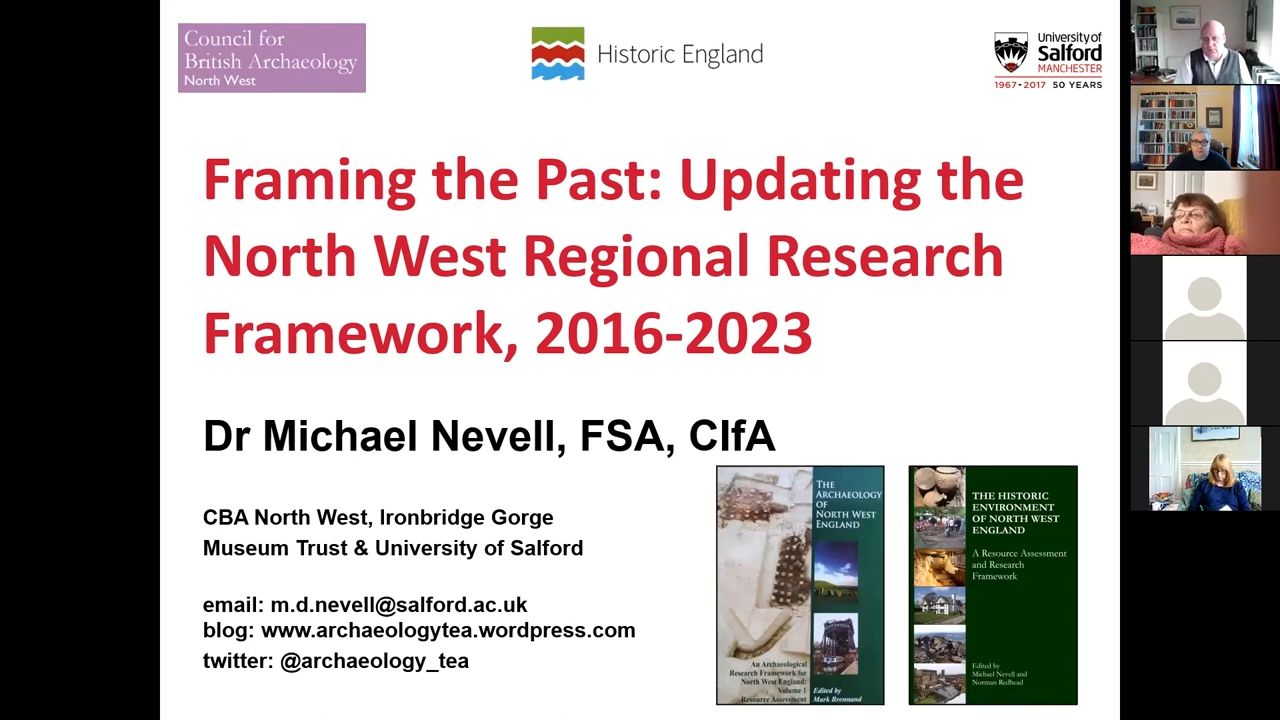 Council for
British Archaeology
North West
Historic England
University of
Salford
MANCHESTER
1967-2017 50 YEARS
Framing the Past: Updating the
North West Regional Research
Framework, 2016-2023
Dr Michael Nevell, FSA, CIfA
CBA North West, Ironbridge Gorge
Museum Trust & University of Salford
email: m.d.nevell@salford.ac.uk
blog: www.archaeologytea.wordpress.com
twitter: @archaeology_tea
THE
ARCHAEOLOGY
OF
NORTH WEST
ENGLAND
An Archaeological
Research Framework for
North West England:
Volume 1
Resource Assessment
Edited by
Mark Brennand
THE HISTORIC
ENVIRONMENT
OF NORTH WEST
ENGLAND
A Resource Assessment
and Research
Framework
Edited by
Michael Nevell and
Norman Redhead